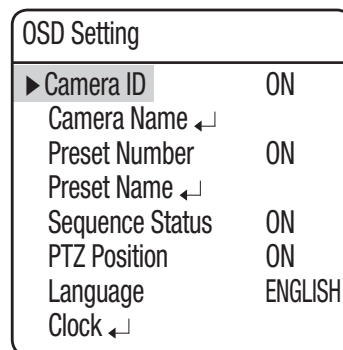 OSD Setting
▶Camera ID ON
Camera Name ↵
Preset Number ON
Preset Name ↵
Sequence Status ON
PTZ Position ON
Language ENGLISH
Clock ↵